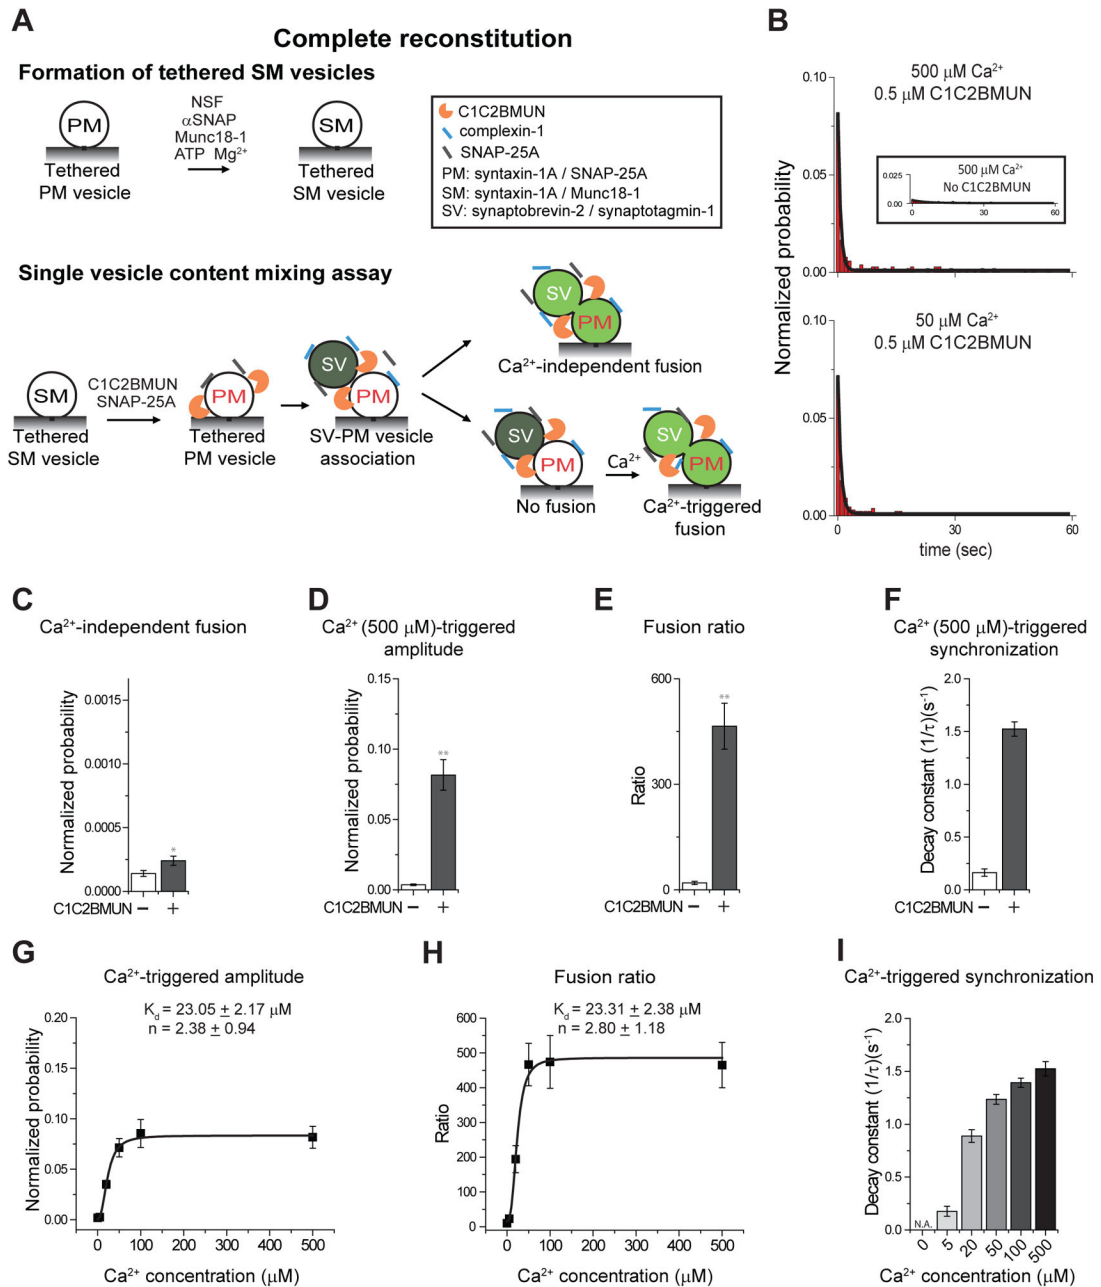 A
Complete reconstitution
Formation of tethered SM vesicles
PM
Tethered
PM vesicle
NSF
αSNAP
Munc18-1
ATP Mg²⁺
SM
Tethered
SM vesicle
C1C2BMUN
complexin-1
SNAP-25A
PM: syntaxin-1A / SNAP-25A
SM: syntaxin-1A / Munc18-1
SV: synaptobrevin-2 / synaptotagmin-1
Single vesicle content mixing assay
SM
Tethered
SM vesicle
C1C2BMUN
SNAP-25A
PM
Tethered
PM vesicle
SV
PM
SV-PM vesicle
association
SV
PM
Ca²⁺-independent fusion
SV
PM
No fusion
Ca²⁺
SV
PM
Ca²⁺-triggered
fusion
B
Normalized probability
0.10
0.05
0.00
500 μM Ca²⁺
0.5 μM C1C2BMUN
500 μM Ca²⁺
No C1C2BMUN
0.025
0.00
0
30
60
50 μM Ca²⁺
0.5 μM C1C2BMUN
0.10
0.05
0.00
0
30
60
time (sec)
C
Ca²⁺-independent fusion
Normalized probability
0.0015
0.0010
0.0005
0.0000
*
C1C2BMUN − +
D
Ca²⁺ (500 μM)-triggered
amplitude
Normalized probability
0.15
0.10
0.05
0.00
**
C1C2BMUN − +
E
Fusion ratio
Ratio
600
300
0
**
C1C2BMUN − +
F
Ca²⁺ (500 μM)-triggered
synchronization
Decay constant (1/τ)(s⁻¹)
2.0
1.5
1.0
0.5
0.0
C1C2BMUN − +
G
Ca²⁺-triggered amplitude
K_d = 23.05 ± 2.17 μM
n = 2.38 ± 0.94
Normalized probability
0.20
0.15
0.10
0.05
0.00
0 100 200 300 400 500
Ca²⁺ concentration (μM)
H
Fusion ratio
K_d = 23.31 ± 2.38 μM
n = 2.80 ± 1.18
Ratio
600
500
400
300
200
100
0
0 100 200 300 400 500
Ca²⁺ concentration (μM)
I
Ca²⁺-triggered synchronization
Decay constant (1/τ)(s⁻¹)
2.0
1.5
1.0
0.5
0.0
N.A.
0 5 20 50 100 500
Ca²⁺ concentration (μM)